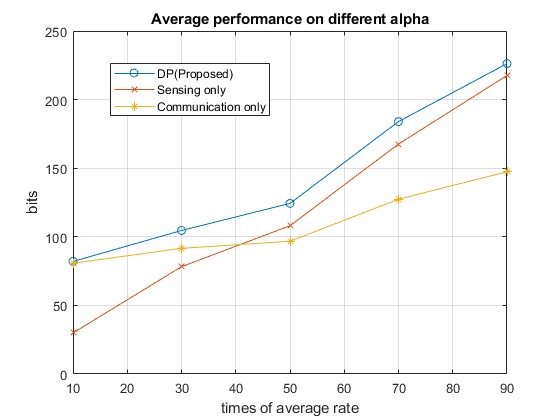 Average performance on different alpha
250
200
150
100
50
0
bits
DP(Proposed)
Sensing only
Communication only
10 20 30 40 50 60 70 80 90
times of average rate